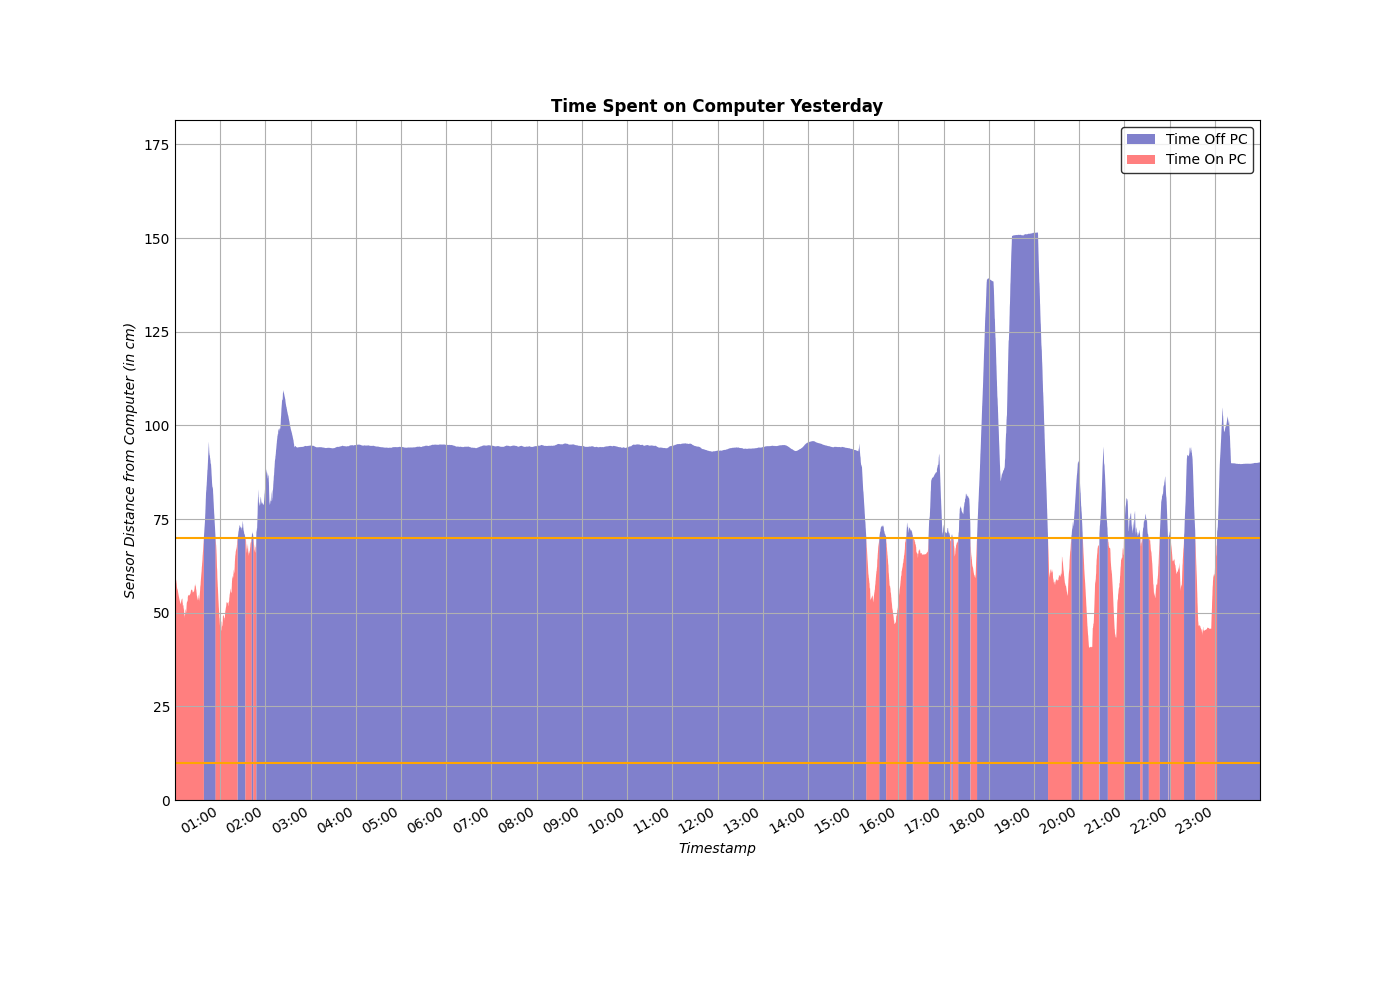 Time Spent on Computer Yesterday
Time Off PC
Time On PC
Sensor Distance from Computer (in cm)
175
150
125
100
75
50
25
0
01:00 02:00 03:00 04:00 05:00 06:00 07:00 08:00 09:00 10:00 11:00 12:00 13:00 14:00 15:00 16:00 17:00 18:00 19:00 20:00 21:00 22:00 23:00
Timestamp